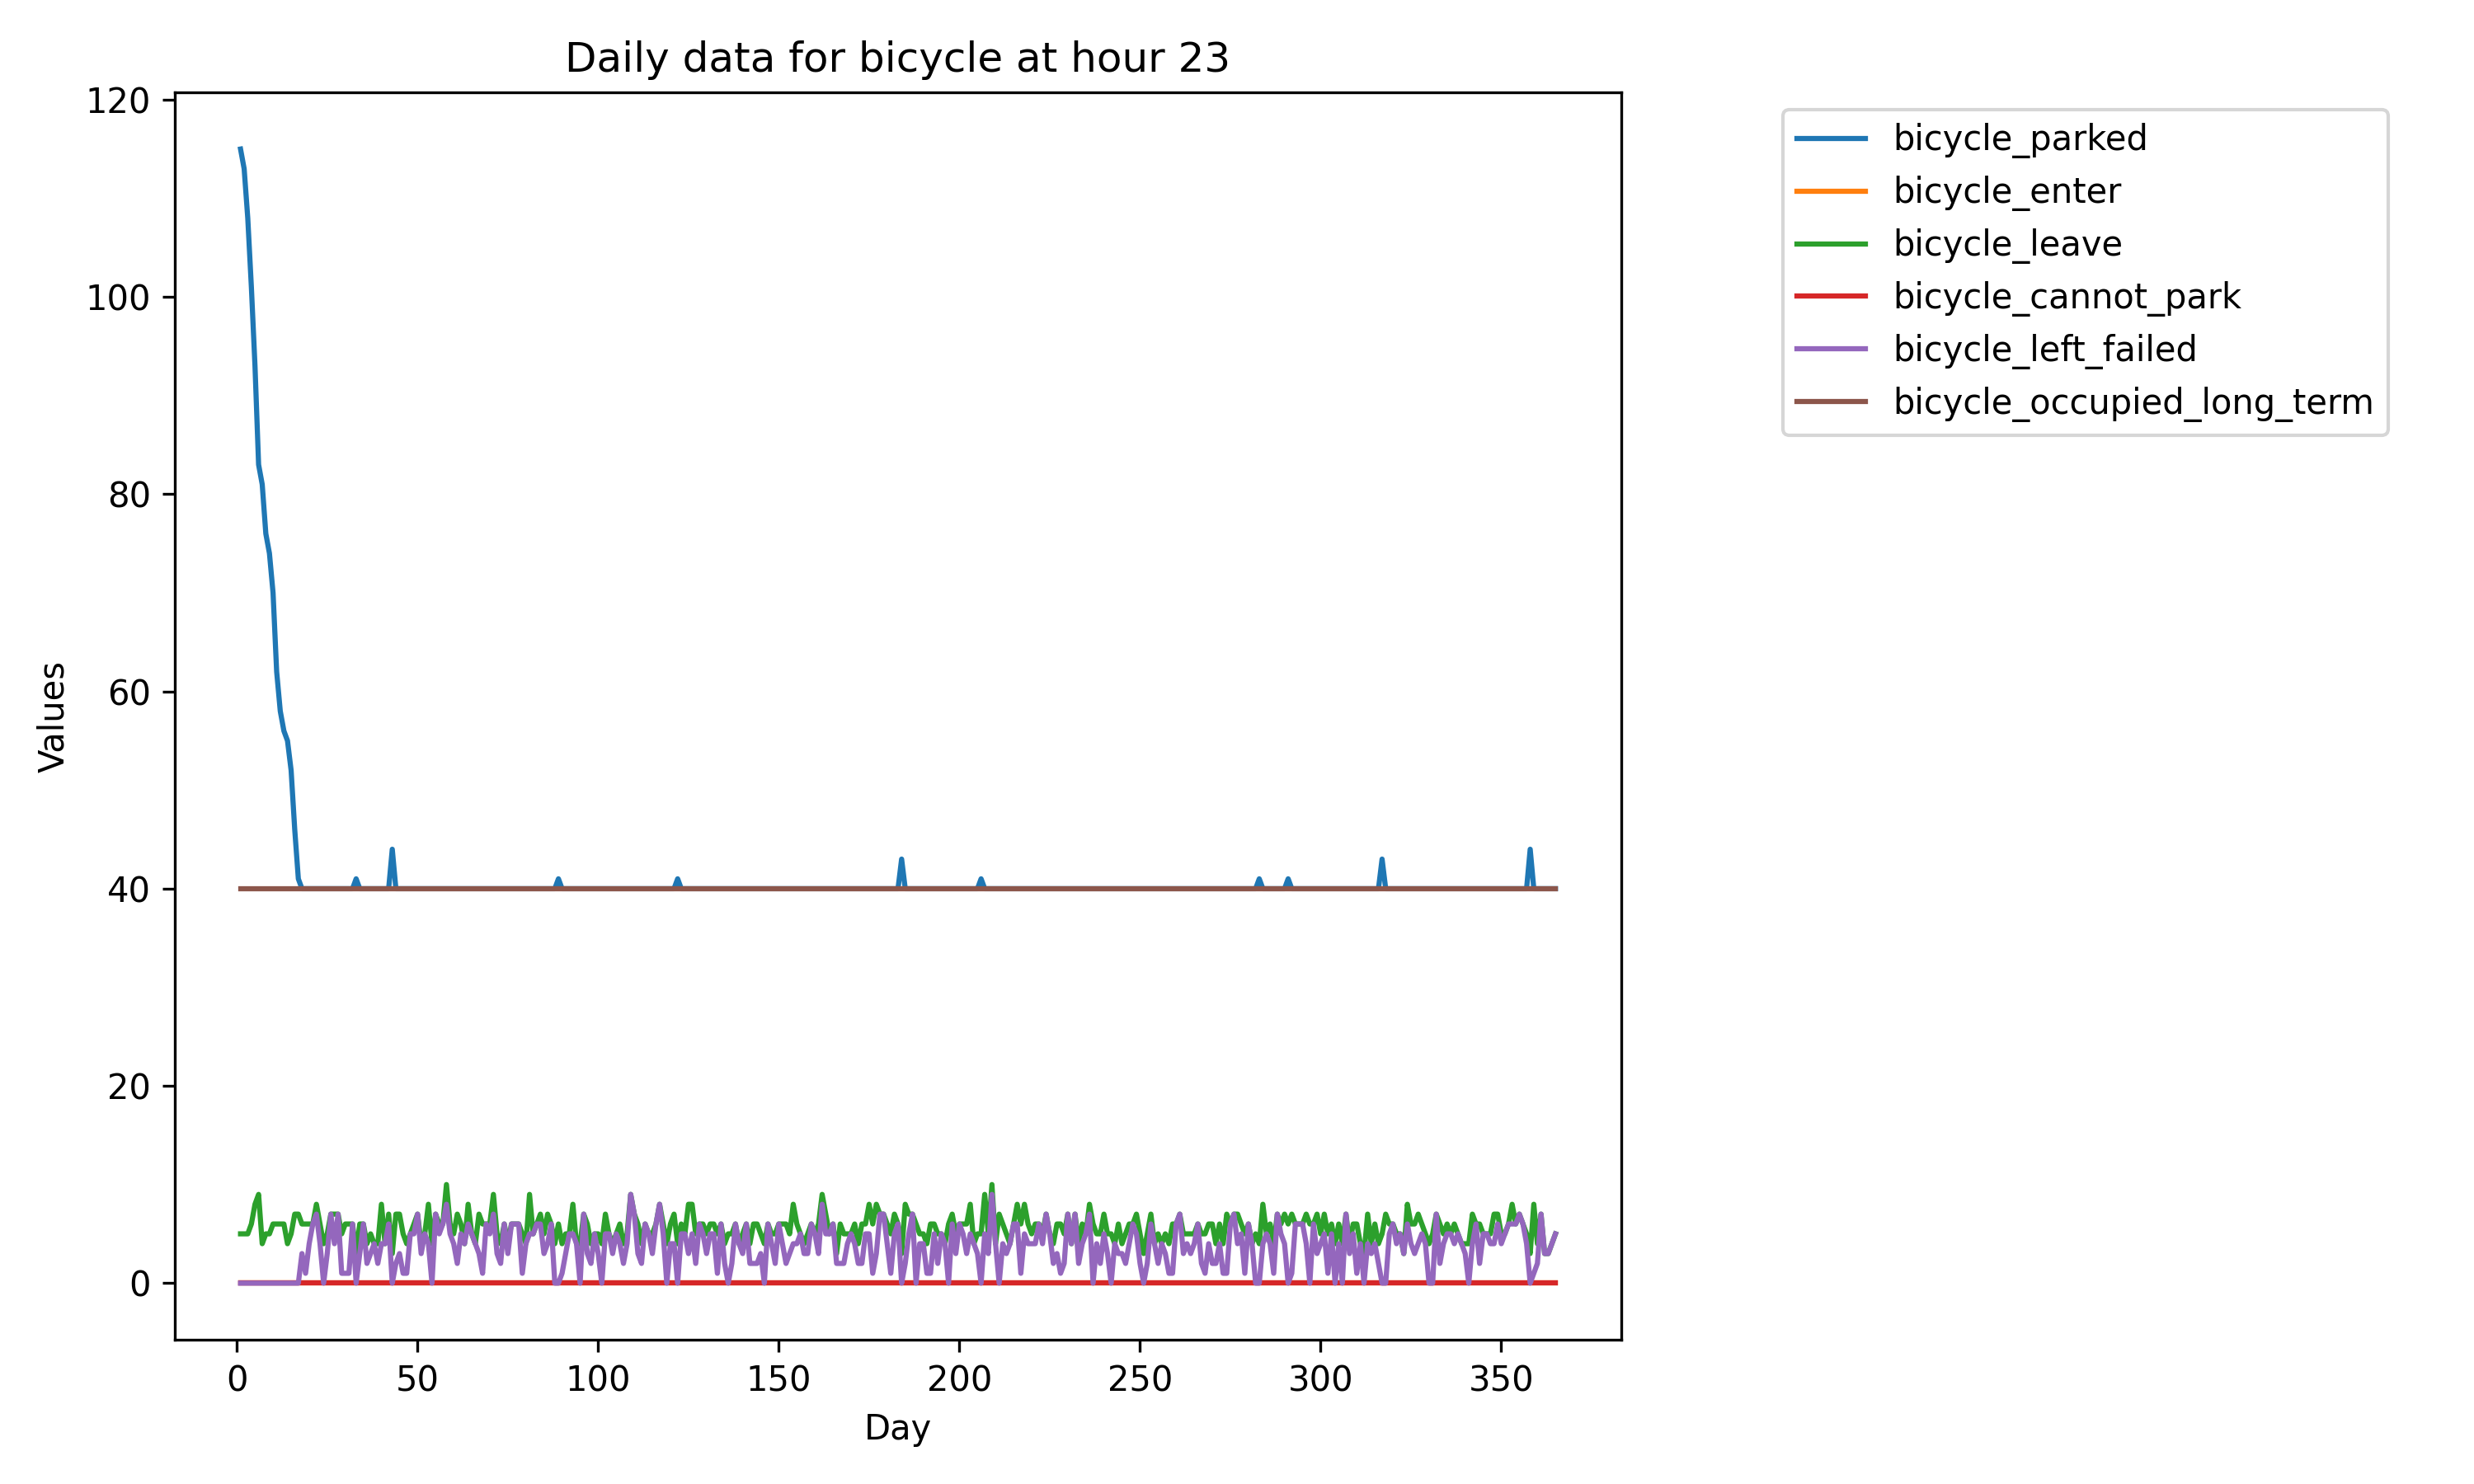 Daily data for bicycle at hour 23
120
100
80
60
40
20
0
Values
0 50 100 150 200 250 300 350
Day
bicycle_parked
bicycle_enter
bicycle_leave
bicycle_cannot_park
bicycle_left_failed
bicycle_occupied_long_term